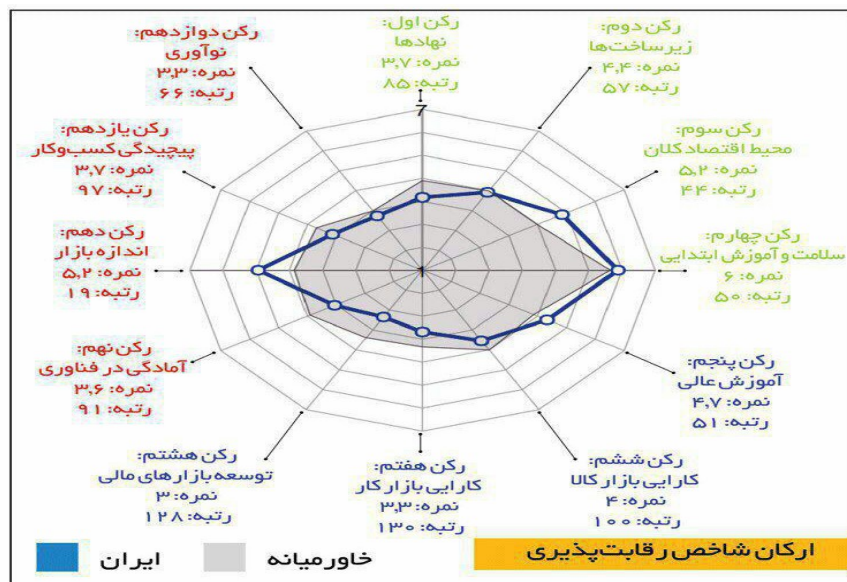 رکن اول:
نهادها
نمره: ۳,۷
رتبه: ۸۵
رکن دوم:
زیرساخت‌ها
نمره: ۴,۴
رتبه: ۵۷
رکن سوم:
محیط اقتصاد کلان
نمره: ۵,۲
رتبه: ۴۴
رکن چهارم:
سلامت و آموزش ابتدایی
نمره: ۶
رتبه: ۵۰
رکن پنجم:
آموزش عالی
نمره: ۴,۷
رتبه: ۵۱
رکن ششم:
کارایی بازار کالا
نمره: ۴
رتبه: ۱۰۰
رکن هفتم:
کارایی بازار کار
نمره: ۳,۳
رتبه: ۱۳۰
رکن هشتم:
توسعه بازارهای مالی
نمره: ۳
رتبه: ۱۲۸
رکن نهم:
آمادگی در فناوری
نمره: ۳,۶
رتبه: ۹۱
رکن دهم:
اندازه بازار
نمره: ۵,۲
رتبه: ۱۹
رکن یازدهم:
پیچیدگی کسب‌وکار
نمره: ۳,۷
رتبه: ۹۷
رکن دوازدهم:
نوآوری
نمره: ۳,۳
رتبه: ۶۶
7
1
ارکان شاخص رقابت‌پذیری
خاورمیانه
ایران